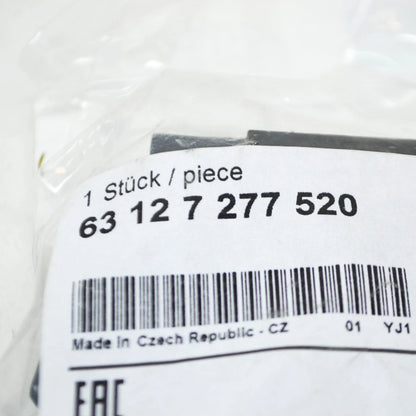 1 Stück / piece
63 12 7 277 520
Made in Czech Republic - CZ 01 YJ1
EAC